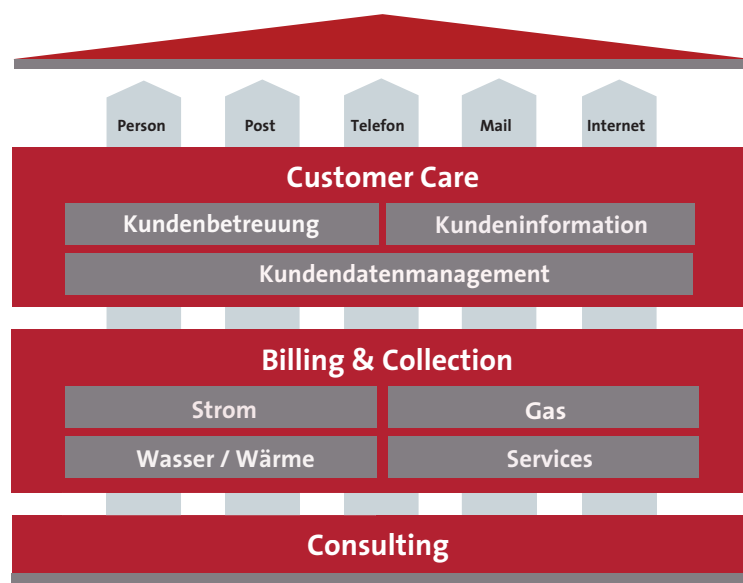 Person Post Telefon Mail Internet
Customer Care
Kundenbetreuung Kundeninformation
Kundendatenmanagement
Billing & Collection
Strom Gas
Wasser / Wärme Services
Consulting